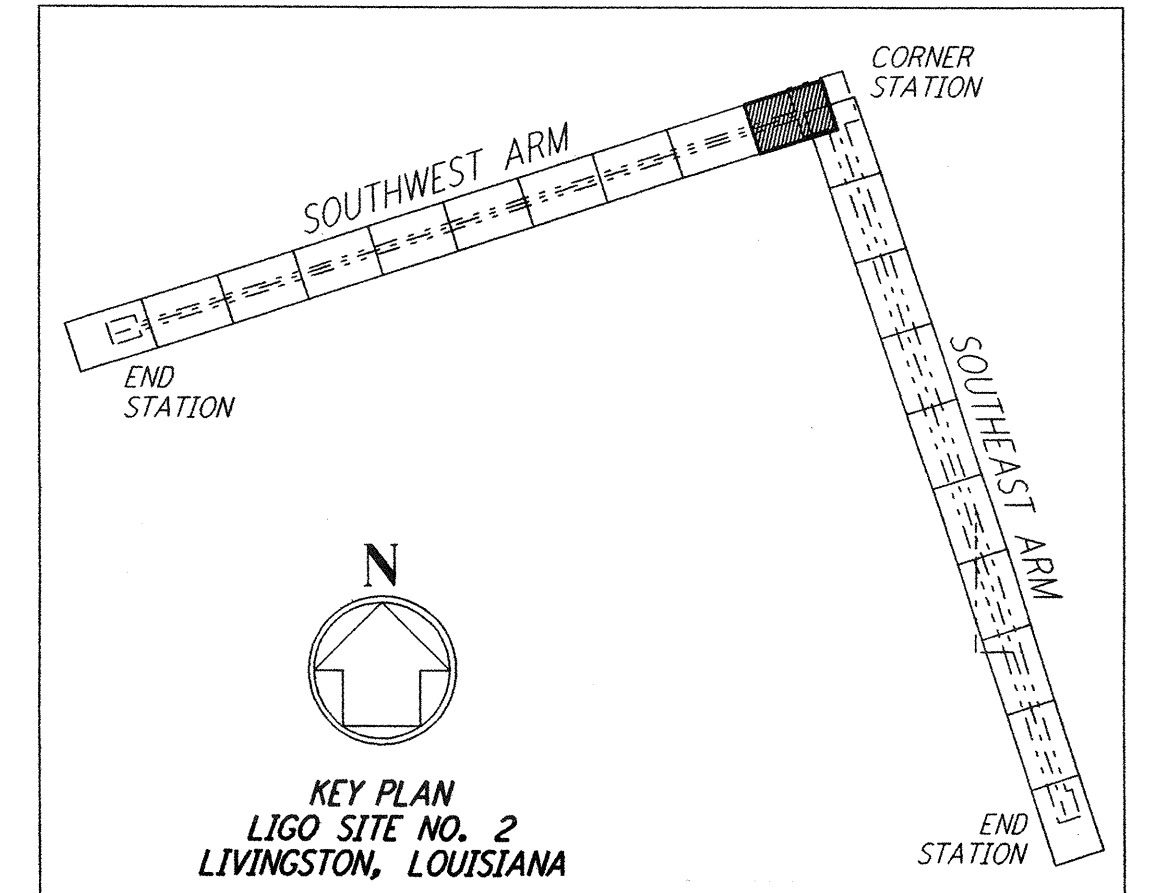 CORNER
STATION
SOUTHWEST ARM
END
STATION
SOUTHEAST ARM
N
KEY PLAN
LIGO SITE NO. 2
LIVINGSTON, LOUISIANA
END
STATION